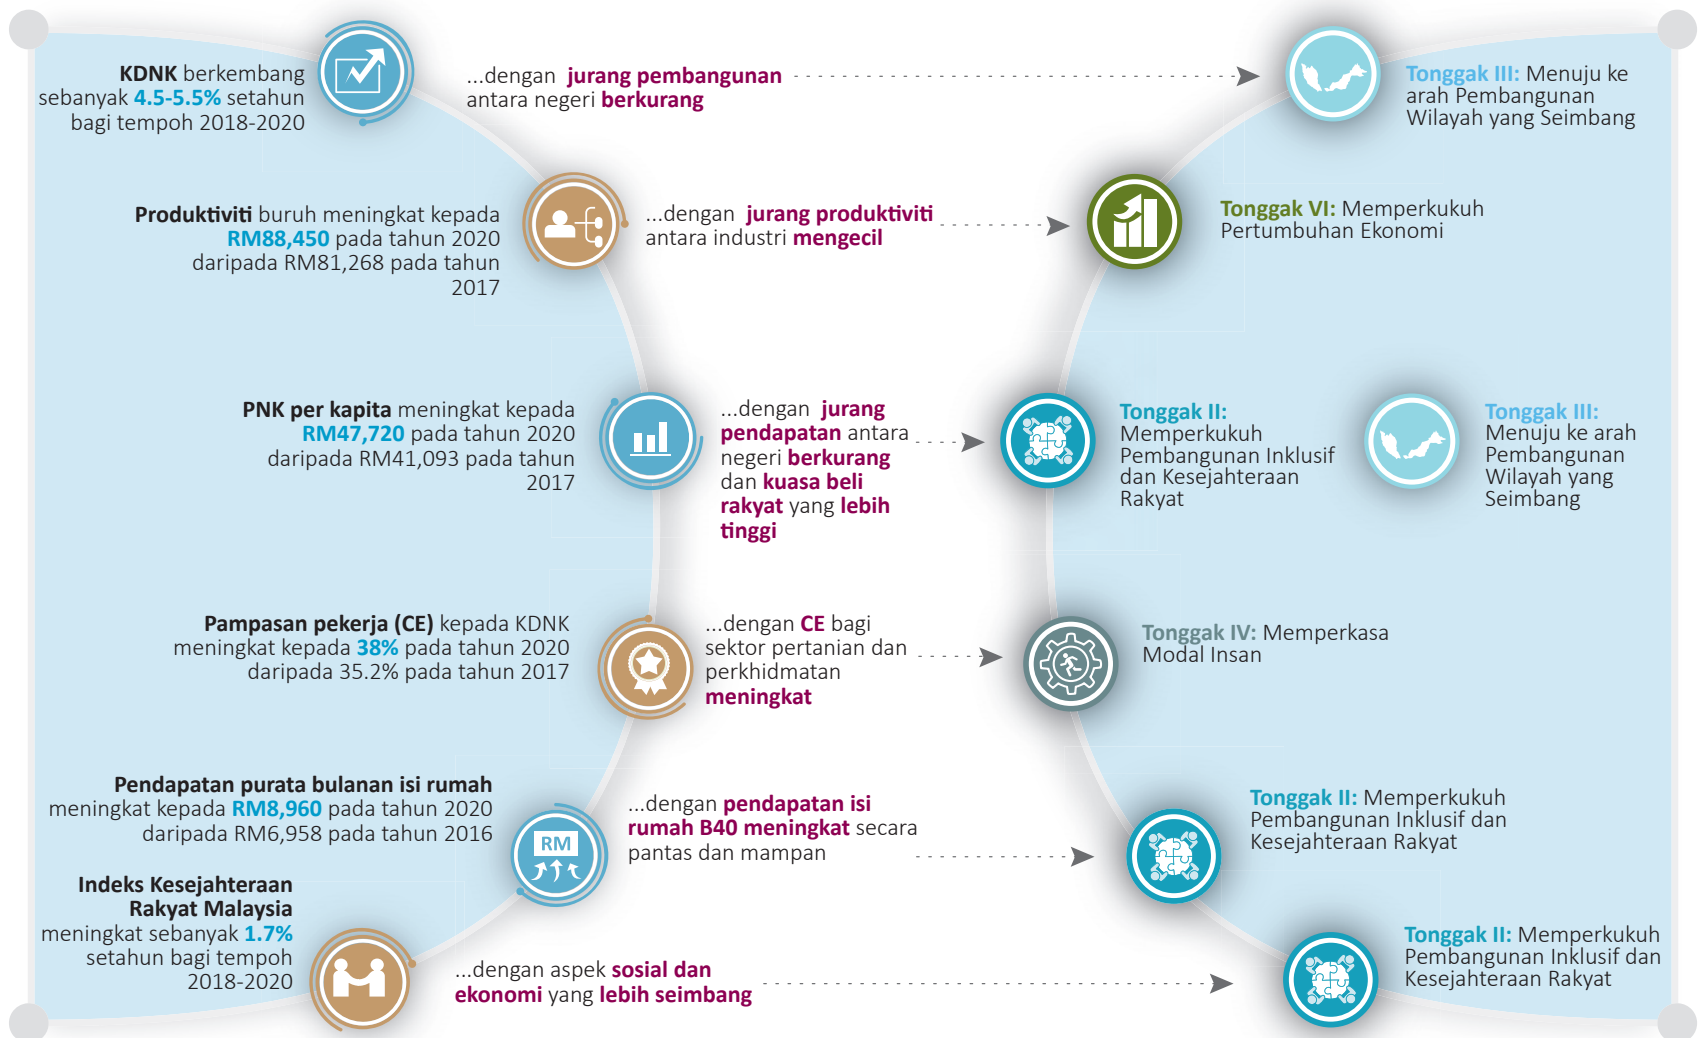 KDNK berkembang
sebanyak 4.5-5.5% setahun
bagi tempoh 2018-2020
...dengan jurang pembangunan
antara negeri berkurang
Tonggak III: Menuju ke
arah Pembangunan
Wilayah yang Seimbang
Produktiviti buruh meningkat kepada
RM88,450 pada tahun 2020
daripada RM81,268 pada tahun
2017
...dengan jurang produktiviti
antara industri mengecil
Tonggak VI: Memperkukuh
Pertumbuhan Ekonomi
PNK per kapita meningkat kepada
RM47,720 pada tahun 2020
daripada RM41,093 pada tahun
2017
...dengan jurang
pendapatan antara
negeri berkurang
dan kuasa beli
rakyat yang lebih
tinggi
Tonggak II:
Memperkukuh
Pembangunan Inklusif
dan Kesejahteraan
Rakyat
Tonggak III:
Menuju ke arah
Pembangunan
Wilayah yang
Seimbang
Pampasan pekerja (CE) kepada KDNK
meningkat kepada 38% pada tahun 2020
daripada 35.2% pada tahun 2017
...dengan CE bagi
sektor pertanian dan
perkhidmatan
meningkat
Tonggak IV: Memperkasa
Modal Insan
Pendapatan purata bulanan isi rumah
meningkat kepada RM8,960 pada tahun 2020
daripada RM6,958 pada tahun 2016
RM
...dengan pendapatan isi
rumah B40 meningkat secara
pantas dan mampan
Tonggak II: Memperkukuh
Pembangunan Inklusif dan
Kesejahteraan Rakyat
Indeks Kesejahteraan
Rakyat Malaysia
meningkat sebanyak 1.7%
setahun bagi tempoh
2018-2020
...dengan aspek sosial dan
ekonomi yang lebih seimbang
Tonggak II: Memperkukuh
Pembangunan Inklusif dan
Kesejahteraan Rakyat